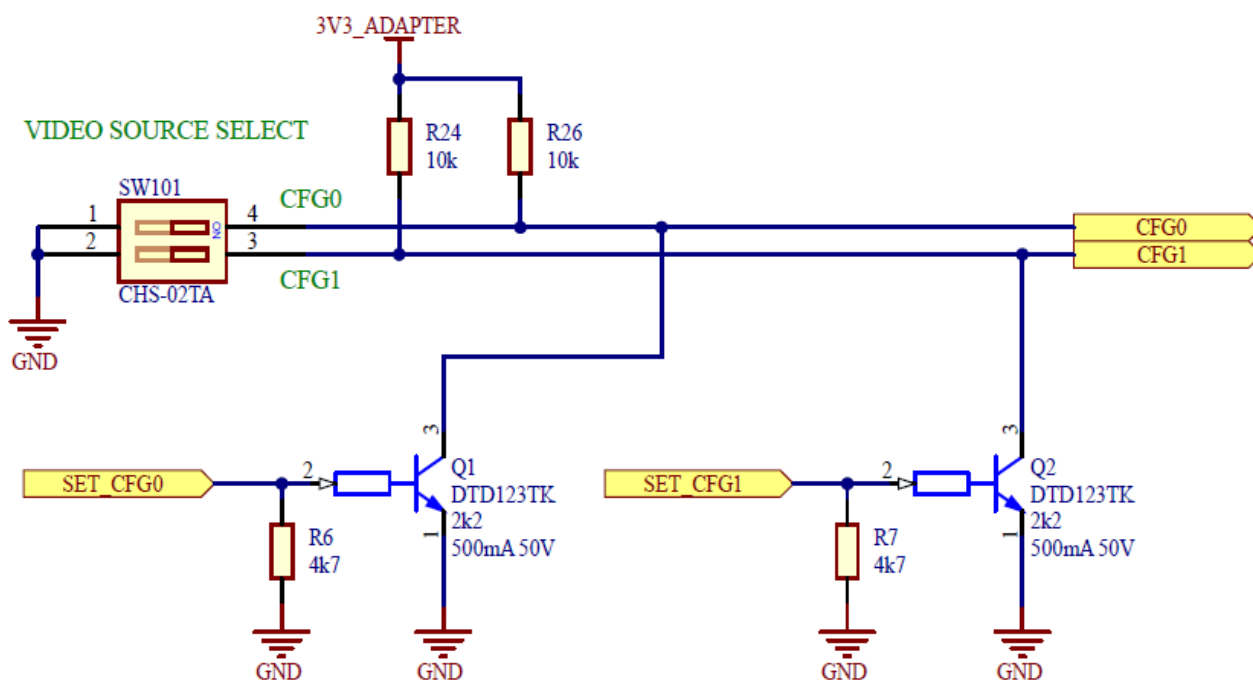 3V3_ADAPTER
VIDEO SOURCE SELECT
R24
10k
R26
10k
SW101
1
2
ON
4
3
CFG0
CFG1
CHS-02TA
GND
CFG0
CFG1
SET_CFG0
2
3
1
Q1
DTD123TK
2k2
500mA 50V
R6
4k7
GND
GND
SET_CFG1
2
3
1
Q2
DTD123TK
2k2
500mA 50V
R7
4k7
GND
GND